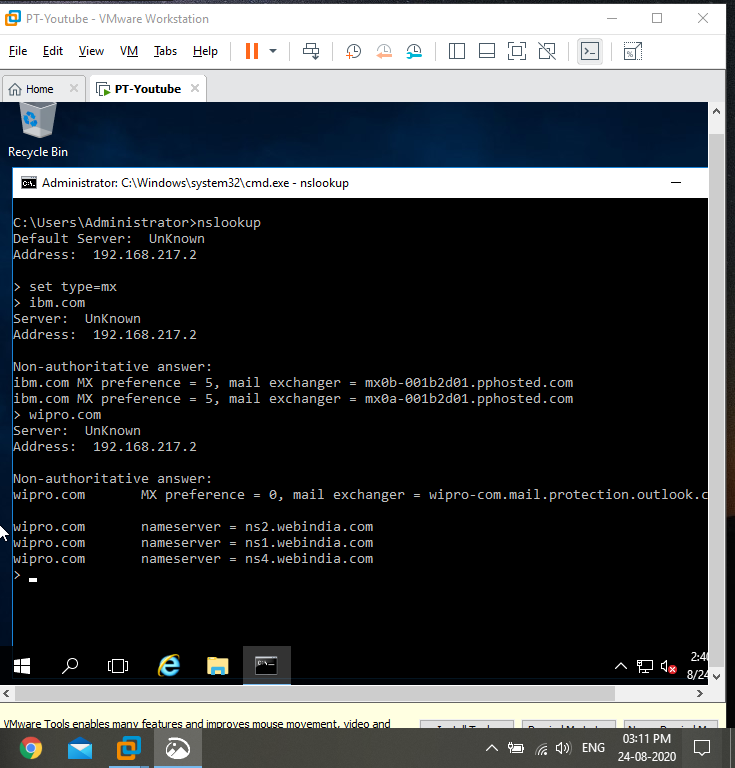 PT-Youtube - VMware Workstation
File Edit View VM Tabs Help
Home PT-Youtube
Recycle Bin
Administrator: C:\Windows\system32\cmd.exe - nslookup
C:\Users\Administrator>nslookup
Default Server:  UnKnown
Address:  192.168.217.2
> set type=mx
> ibm.com
Server:  UnKnown
Address:  192.168.217.2
Non-authoritative answer:
ibm.com MX preference = 5, mail exchanger = mx0b-001b2d01.pphosted.com
ibm.com MX preference = 5, mail exchanger = mx0a-001b2d01.pphosted.com
> wipro.com
Server:  UnKnown
Address:  192.168.217.2
Non-authoritative answer:
wipro.com       MX preference = 0, mail exchanger = wipro-com.mail.protection.outlook.c
wipro.com       nameserver = ns2.webindia.com
wipro.com       nameserver = ns1.webindia.com
wipro.com       nameserver = ns4.webindia.com
>
2:40
8/24
VMware Tools enables many features and improves mouse movement, video and
ENG
03:11 PM
24-08-2020